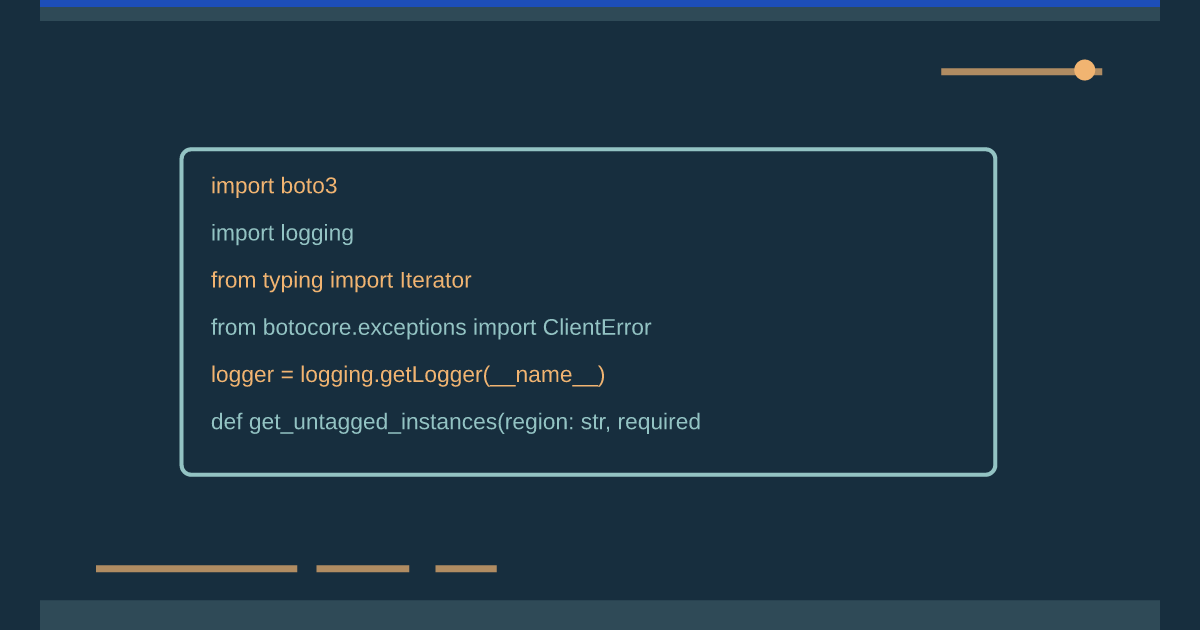 import boto3
import logging
from typing import Iterator
from botocore.exceptions import ClientError
logger = logging.getLogger(__name__)
def get_untagged_instances(region: str, required